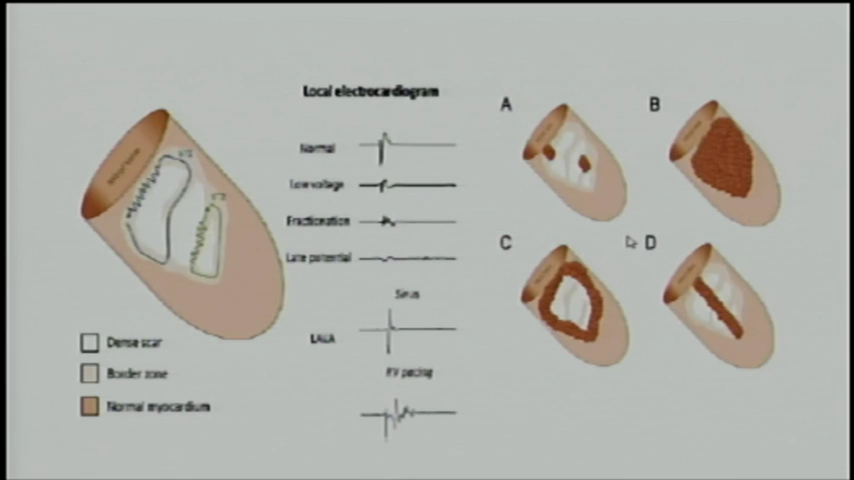 Local electrocardiogram
Normal
Low voltage
Fractionation
Late potential
Sinus
LAVA
RV pacing
Dense scar
Border zone
Normal myocardium
A
B
C
D